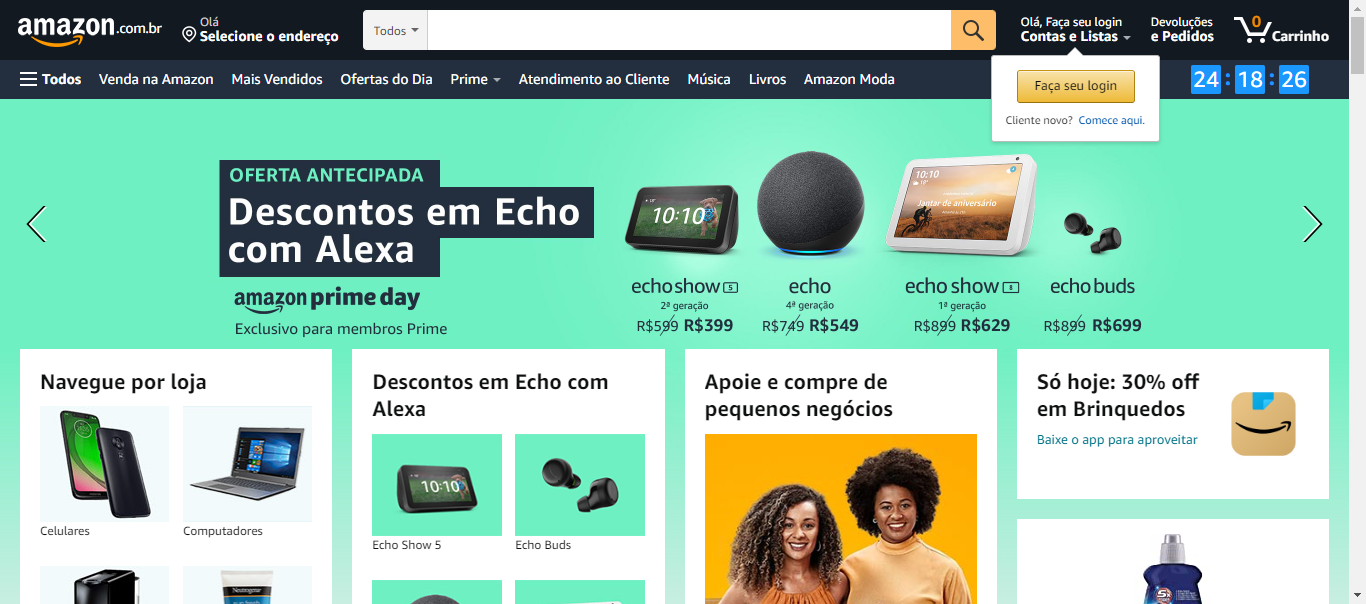 amazon.com.br
Olá
Selecione o endereço
Todos
Olá, Faça seu login
Contas e Listas
Devoluções
e Pedidos
0
Carrinho
Todos
Venda na Amazon
Mais Vendidos
Ofertas do Dia
Prime
Atendimento ao Cliente
Música
Livros
Amazon Moda
24 : 18 : 26
Faça seu login
Cliente novo? Comece aqui.
OFERTA ANTECIPADA
Descontos em Echo
com Alexa
amazon prime day
Exclusivo para membros Prime
10:10
10:10
Jantar de aniversário
echo show 5
2ª geração
R$599 R$399
echo
4ª geração
R$749 R$549
echo show 8
1ª geração
R$899 R$629
echo buds
R$899 R$699
Navegue por loja
Celulares
Computadores
Neutrogena
Descontos em Echo com
Alexa
10:10
Echo Show 5
Echo Buds
Apoie e compre de
pequenos negócios
Só hoje: 30% off
em Brinquedos
Baixe o app para aproveitar
5x